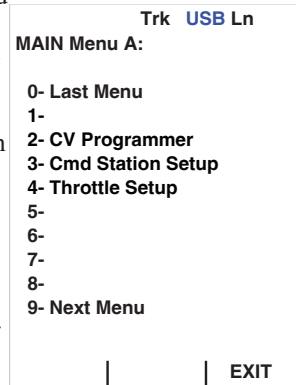 Trk USB Ln
MAIN Menu A:
0- Last Menu
1-
2- CV Programmer
3- Cmd Station Setup
4- Throttle Setup
5-
6-
7-
8-
9- Next Menu
| | EXIT